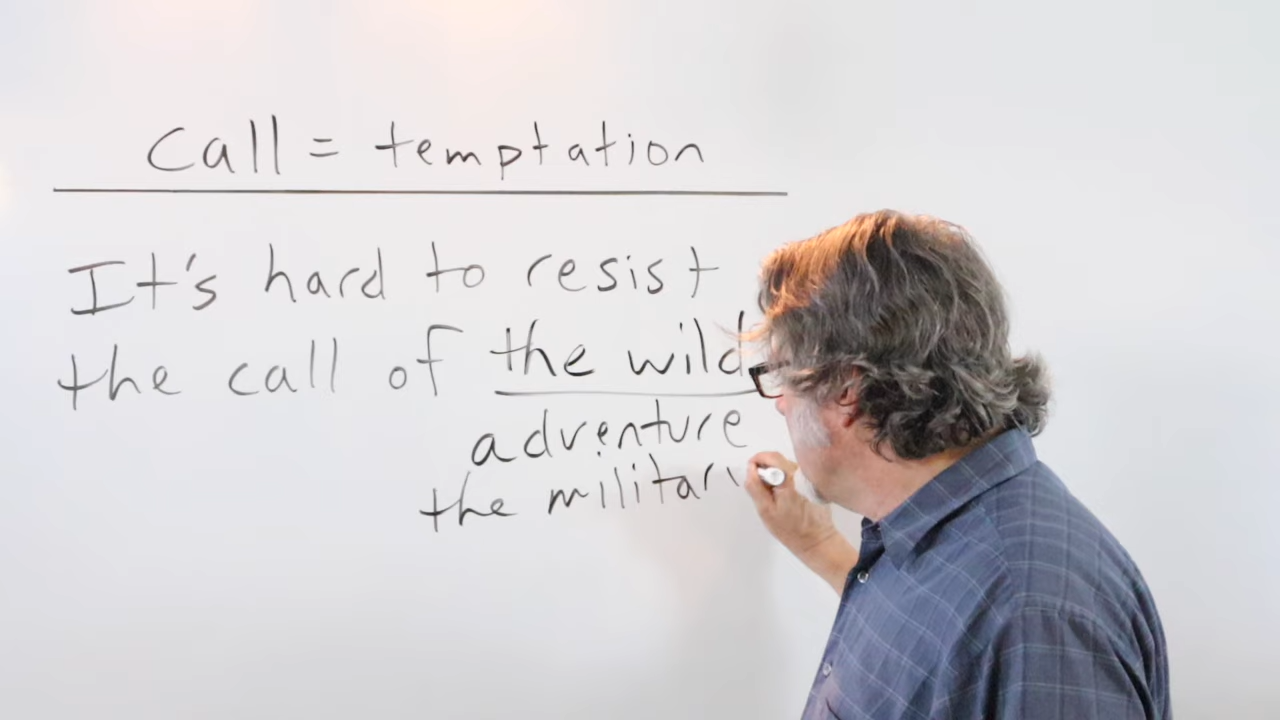 call = temptation
It's hard to resist
the call of the wild
adventure
the militar